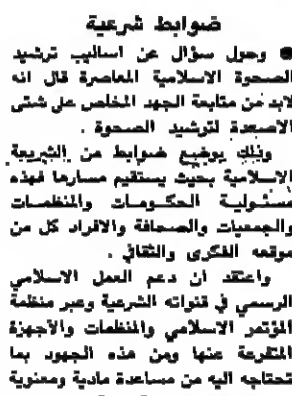 ضوابط شرعية
● وحول سؤال عن اساليب ترشيد
الصحوة الاسلامية المعاصرة قال انه
لابد من متابعة الجهد المخلص على شتى
الاصعدة لترشيد الصحوة .
وذلك بوضع ضوابط من الشريعة
الاسلامية بحيث يستقيم مسارها فهذه
مسئولية الحكومات والمنظمات
والجمعيات والصحافة والافراد كل من
موقعه الفكرى والثقافي .
واعتقد ان دعم العمل الاسلامي
الرسمي في قنواته الشرعية وعبر منظمة
المؤتمر الاسلامي والمنظمات والأجهزة
المتفرعة عنها ومن هذه الجهود بما
تحتاجه اليه من مساعدة مادية ومعنوية